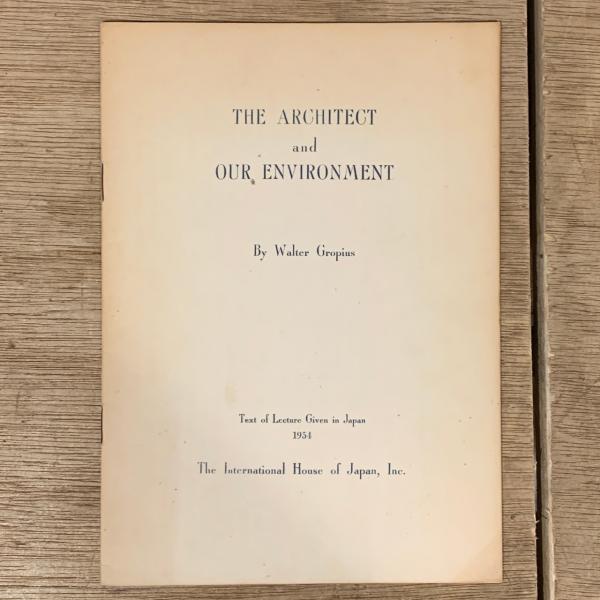 THE ARCHITECT
and
OUR ENVIRONMENT
By Walter Gropius
Text of Lecture Given in Japan
1954
The International House of Japan, Inc.